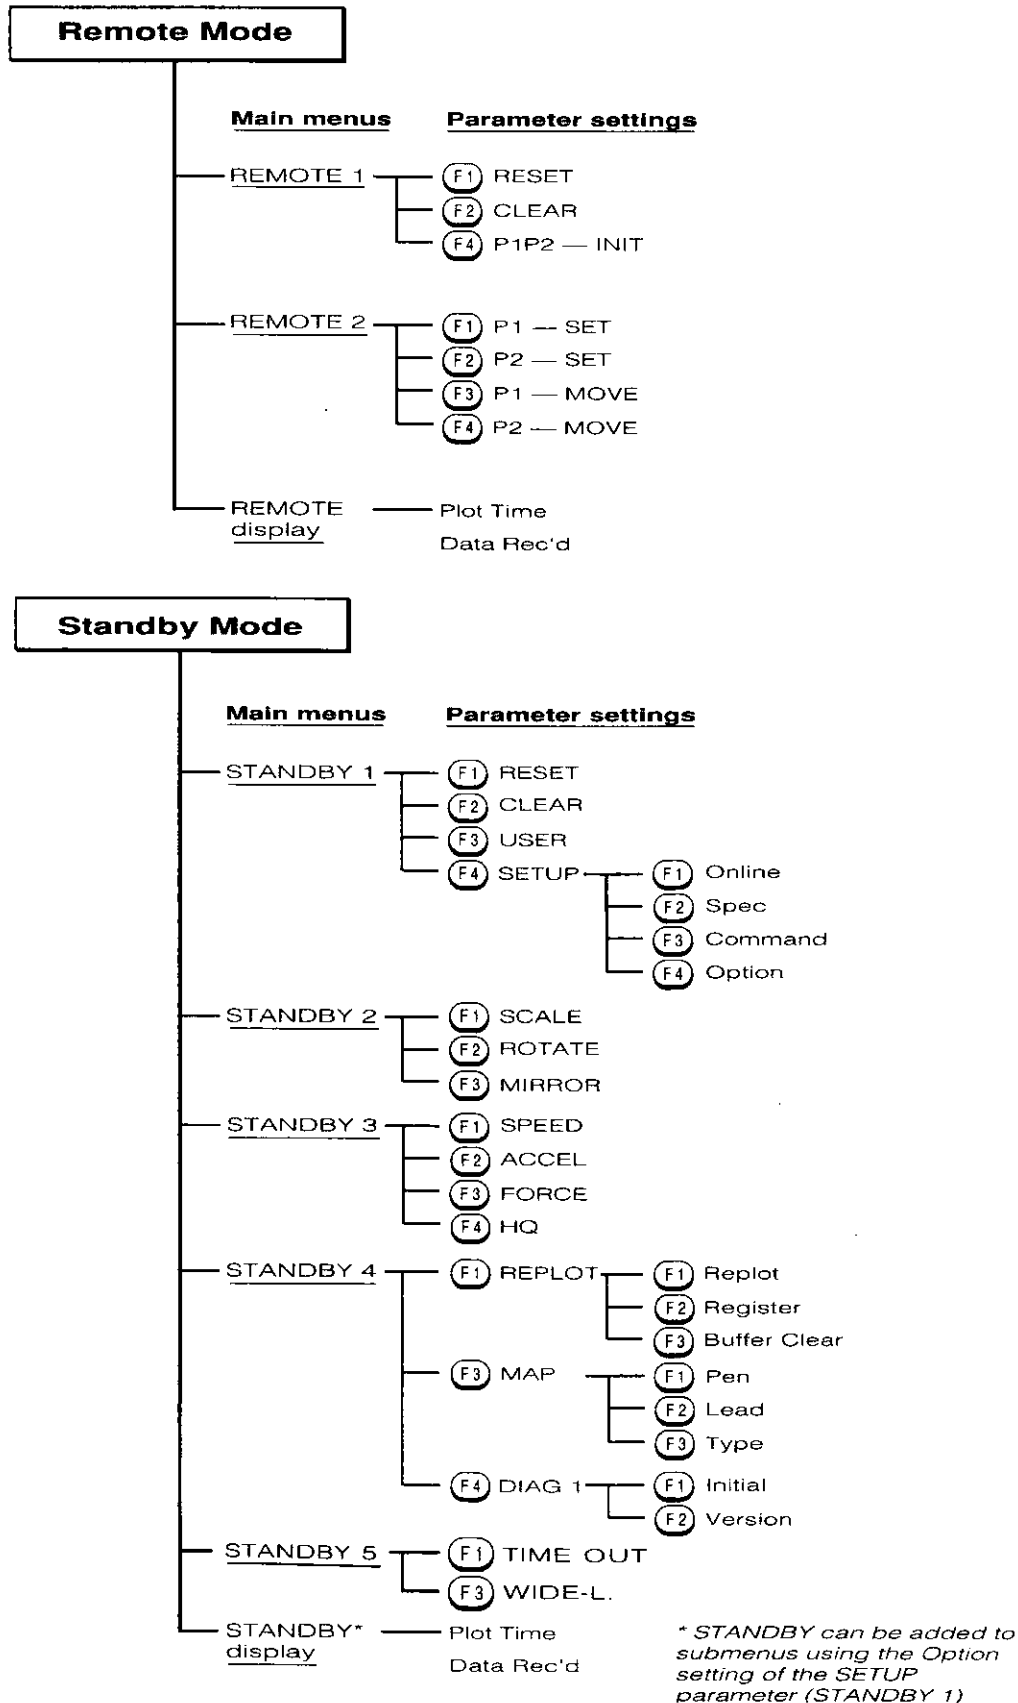 Remote Mode
Main menus Parameter settings
REMOTE 1 F1 RESET
F2 CLEAR
F4 P1P2 — INIT
REMOTE 2 F1 P1 — SET
F2 P2 — SET
F3 P1 — MOVE
F4 P2 — MOVE
REMOTE Plot Time
display
Data Rec'd
Standby Mode
Main menus Parameter settings
STANDBY 1 F1 RESET
F2 CLEAR
F3 USER
F4 SETUP F1 Online
F2 Spec
F3 Command
F4 Option
STANDBY 2 F1 SCALE
F2 ROTATE
F3 MIRROR
STANDBY 3 F1 SPEED
F2 ACCEL
F3 FORCE
F4 HQ
STANDBY 4 F1 REPLOT F1 Replot
F2 Register
F3 Buffer Clear
F3 MAP F1 Pen
F2 Lead
F3 Type
F4 DIAG 1 F1 Initial
F2 Version
STANDBY 5 F1 TIME OUT
F3 WIDE-L.
STANDBY* Plot Time
display
Data Rec'd
* STANDBY can be added to
submenus using the Option
setting of the SETUP
parameter (STANDBY 1)